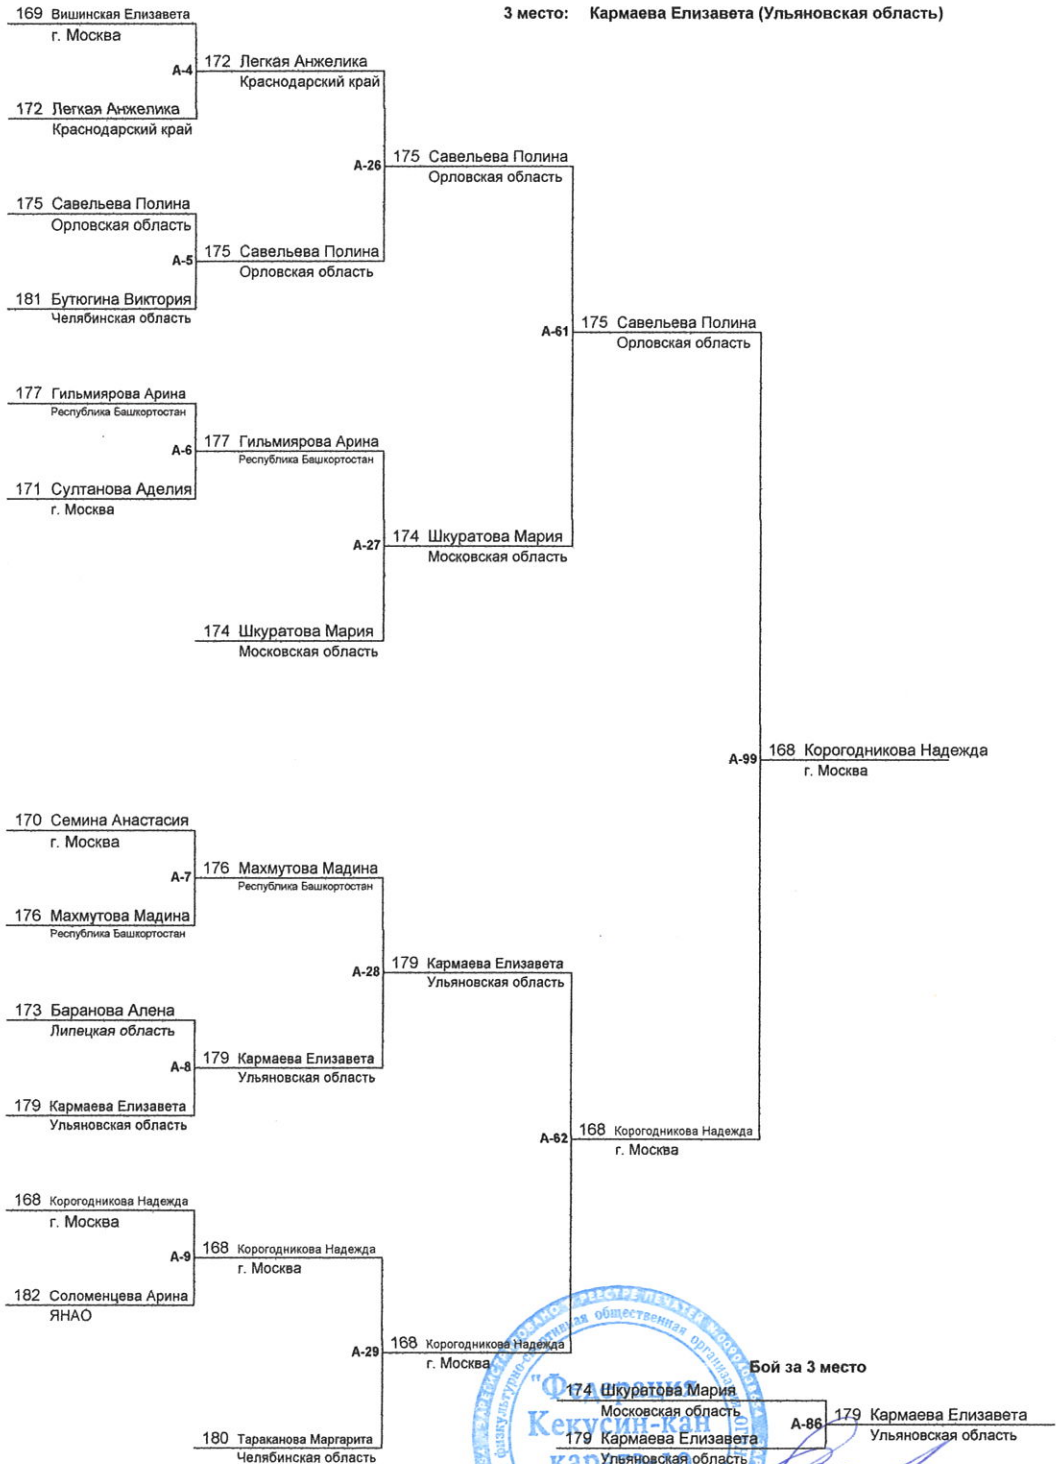 3 место: Кармаева Елизавета (Ульяновская область)
169 Вишинская Елизавета
г. Москва
А-4
172 Легкая Анжелика
Краснодарский край
172 Легкая Анжелика
Краснодарский край
А-26
175 Савельева Полина
Орловская область
175 Савельева Полина
Орловская область
А-5
175 Савельева Полина
Орловская область
181 Бутюгина Виктория
Челябинская область
А-61
175 Савельева Полина
Орловская область
177 Гильмиярова Арина
Республика Башкортостан
А-6
177 Гильмиярова Арина
Республика Башкортостан
171 Султанова Аделия
г. Москва
А-27
174 Шкуратова Мария
Московская область
174 Шкуратова Мария
Московская область
А-99
168 Корогодникова Надежда
г. Москва
170 Семина Анастасия
г. Москва
А-7
176 Махмутова Мадина
Республика Башкортостан
176 Махмутова Мадина
Республика Башкортостан
А-28
179 Кармаева Елизавета
Ульяновская область
173 Баранова Алена
Липецкая область
А-8
179 Кармаева Елизавета
Ульяновская область
179 Кармаева Елизавета
Ульяновская область
А-62
168 Корогодникова Надежда
г. Москва
168 Корогодникова Надежда
г. Москва
А-9
168 Корогодникова Надежда
г. Москва
182 Соломенцева Арина
ЯНАО
А-29
168 Корогодникова Надежда
г. Москва
180 Тараканова Маргарита
Челябинская область
Бой за 3 место
174 Шкуратова Мария
Московская область
А-86
179 Кармаева Елизавета
Ульяновская область
179 Кармаева Елизавета
Ульяновская область
"Федерация
Кекусин-кан
общественная